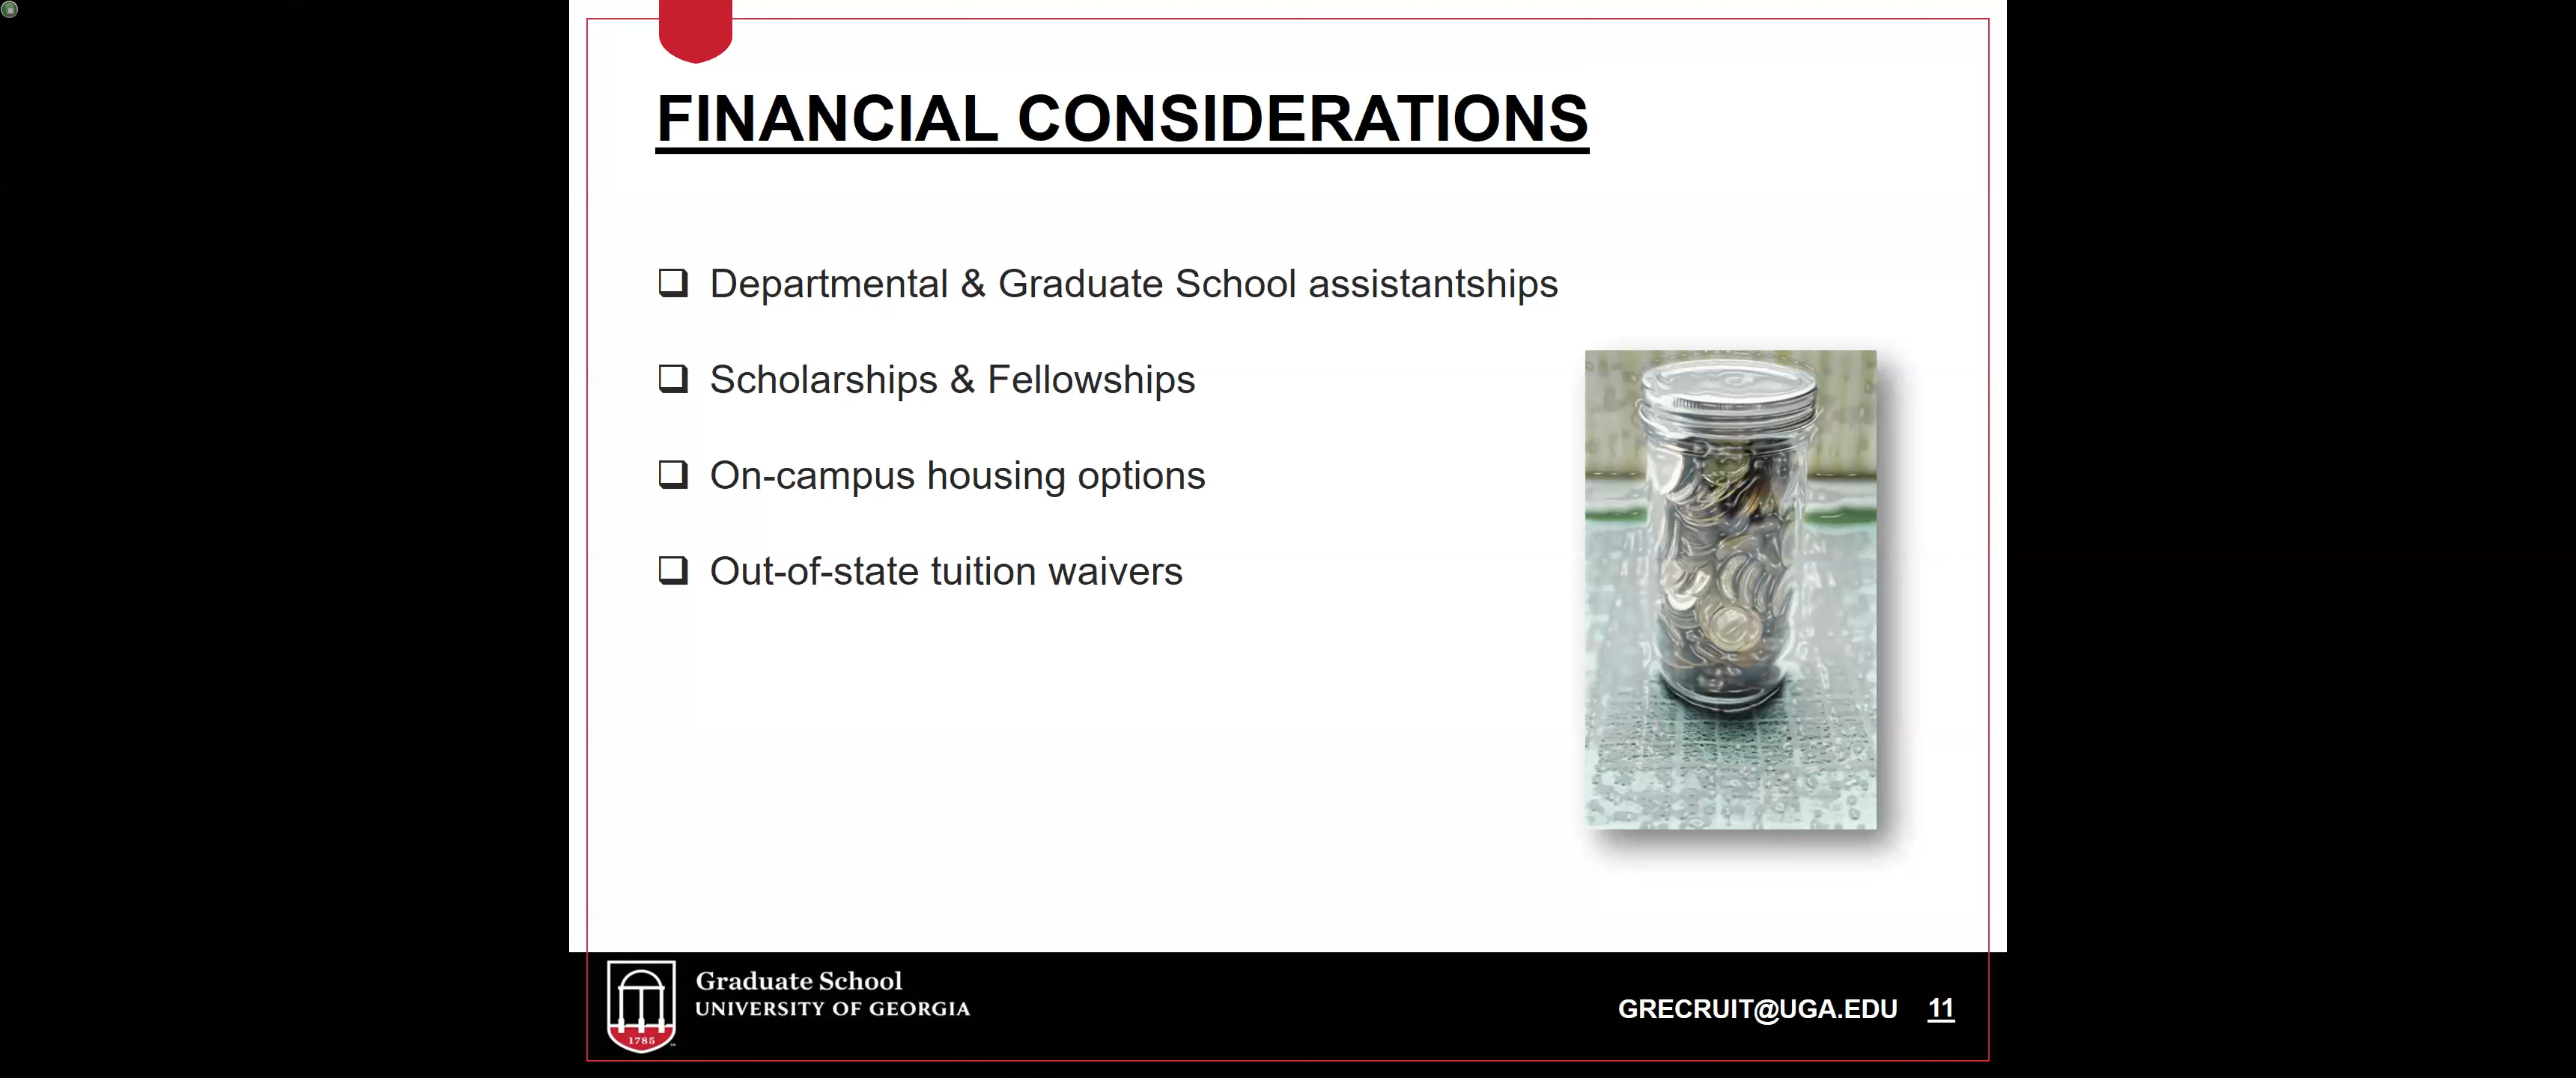 FINANCIAL CONSIDERATIONS
Departmental & Graduate School assistantships
Scholarships & Fellowships
On-campus housing options
Out-of-state tuition waivers
Graduate School
UNIVERSITY OF GEORGIA
1785
GRECRUIT@UGA.EDU 11